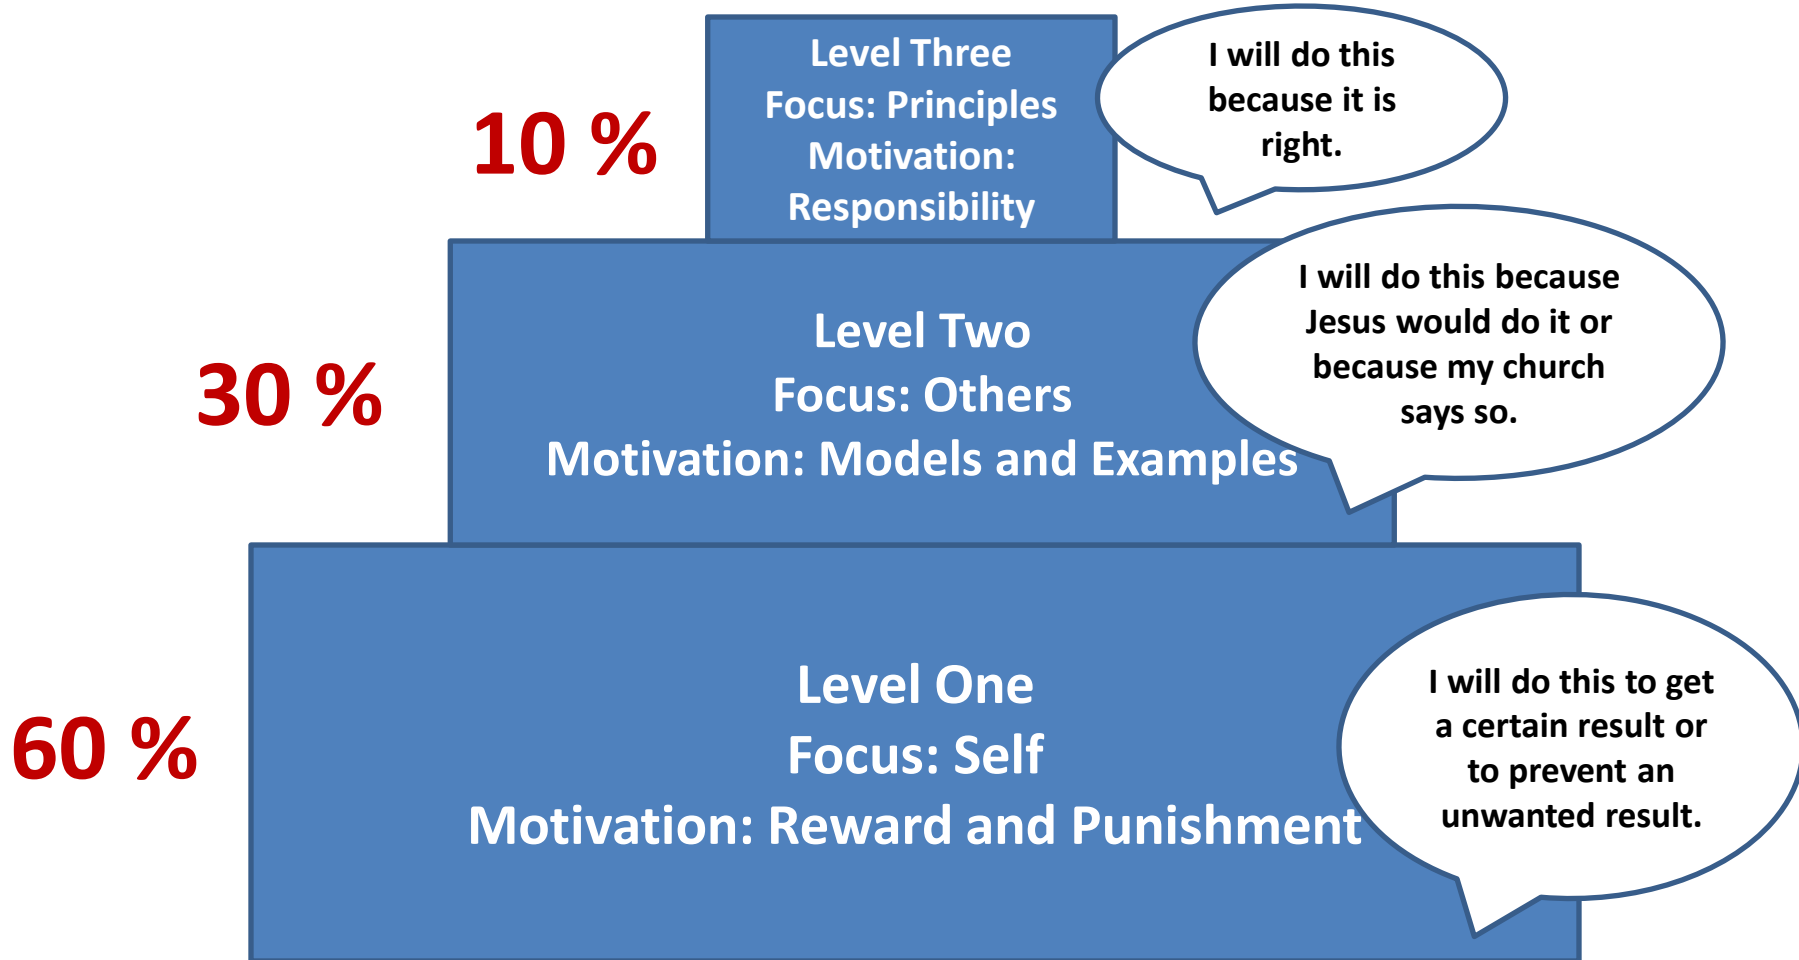 Level Three
Focus: Principles
Motivation:
Responsibility
I will do this
because it is
right.
10 %
Level Two
Focus: Others
Motivation: Models and Examples
I will do this because
Jesus would do it or
because my church
says so.
30 %
Level One
Focus: Self
Motivation: Reward and Punishment
I will do this to get
a certain result or
to prevent an
unwanted result.
60 %